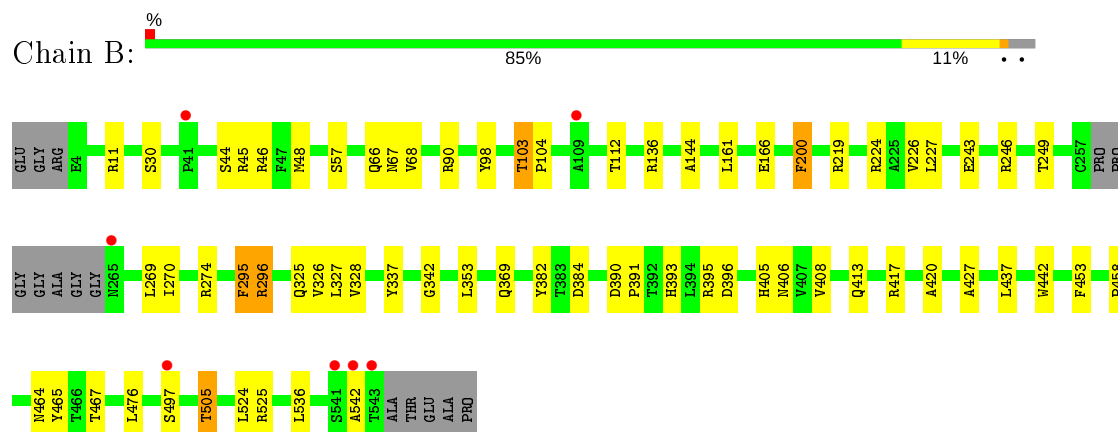 %
Chain B:
85% 11% • •
GLU GLY ARG E4 R11 S30 P41 S44 R45 R46 F47 M48 S57 Q66 N67 V68 R90 Y98 T103 P104 A109 T112 R136 A144 L161 E166 F200 R219 R224 A225 V226 L227 E243 R246 T249 C257 PRO PRO
GLY GLY ALA GLY GLY N265 L269 I270 R274 F295 R296 Q325 V326 L327 V328 Y337 G342 L353 Q369 Y382 T383 D384 D390 P391 T392 H393 L394 R395 D396 H405 N406 V407 V408 Q413 R417 A420 A427 L437 W442 F453
N464 Y465 T466 T467 L476 S497 T505 L524 R525 L536 S541 A542 T543 ALA THR GLU ALA PRO